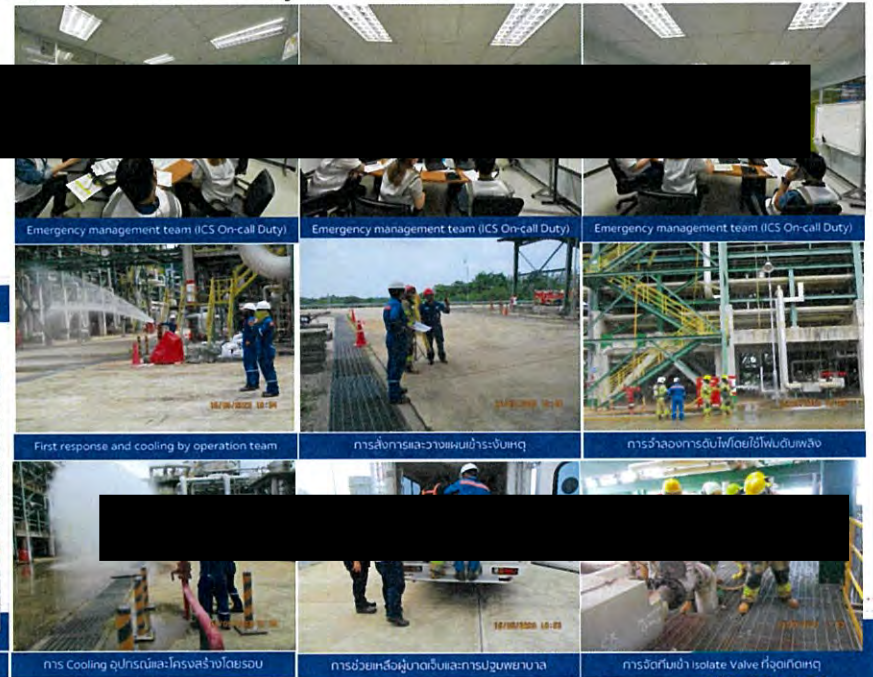 Emergency management team (ICS On-call Duty)
Emergency management team (ICS On-call Duty)
Emergency management team (ICS On-call Duty)
First response and cooling by operation team
การสั่งการและวางแผนเข้าระงับเหตุ
การจำลองการดับไฟโดยใช้โฟมดับเพลิง
การ Cooling อุปกรณ์และโครงสร้างโดยรอบ
การช่วยเหลือผู้บาดเจ็บและการปฐมพยาบาล
การจัดทีมเข้า Isolate Valve ที่จุดเกิดเหตุ